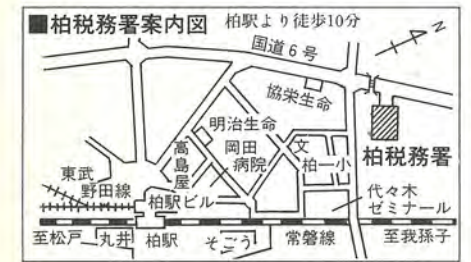 ■柏税務署案内図 柏駅より徒歩10分
国道6号
N
協栄生命
明治生命
高島屋
岡田病院
文
柏一小
柏税務署
東武野田線
柏駅ビル
代々木ゼミナール
至松戸
丸井
柏駅
そごう
常磐線
至我孫子